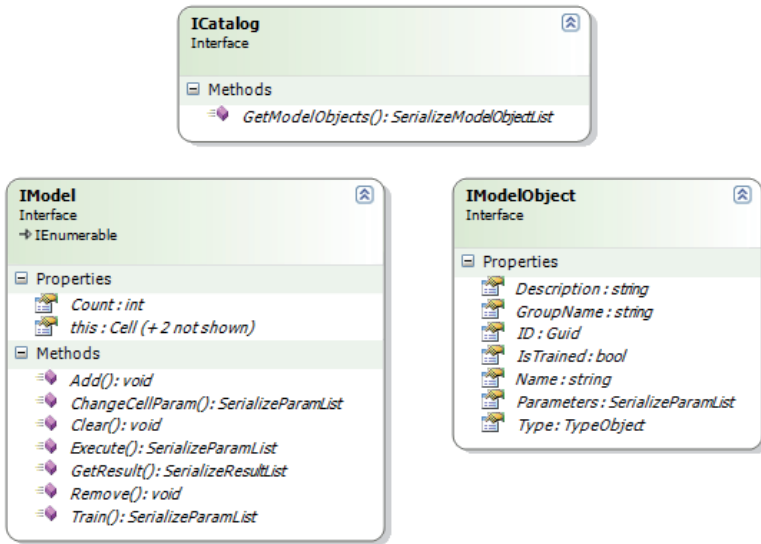 ICatalog
Interface
Methods
GetModelObjects() : SerializeModelObjectList
IModel
Interface
IEnumerable
Properties
Count : int
this : Cell (+ 2 not shown)
Methods
Add() : void
ChangeCellParam() : SerializeParamList
Clear() : void
Execute() : SerializeParamList
GetResult() : SerializeResultList
Remove() : void
Train() : SerializeParamList
IModelObject
Interface
Properties
Description : string
GroupName : string
ID : Guid
IsTrained : bool
Name : string
Parameters : SerializeParamList
Type : TypeObject